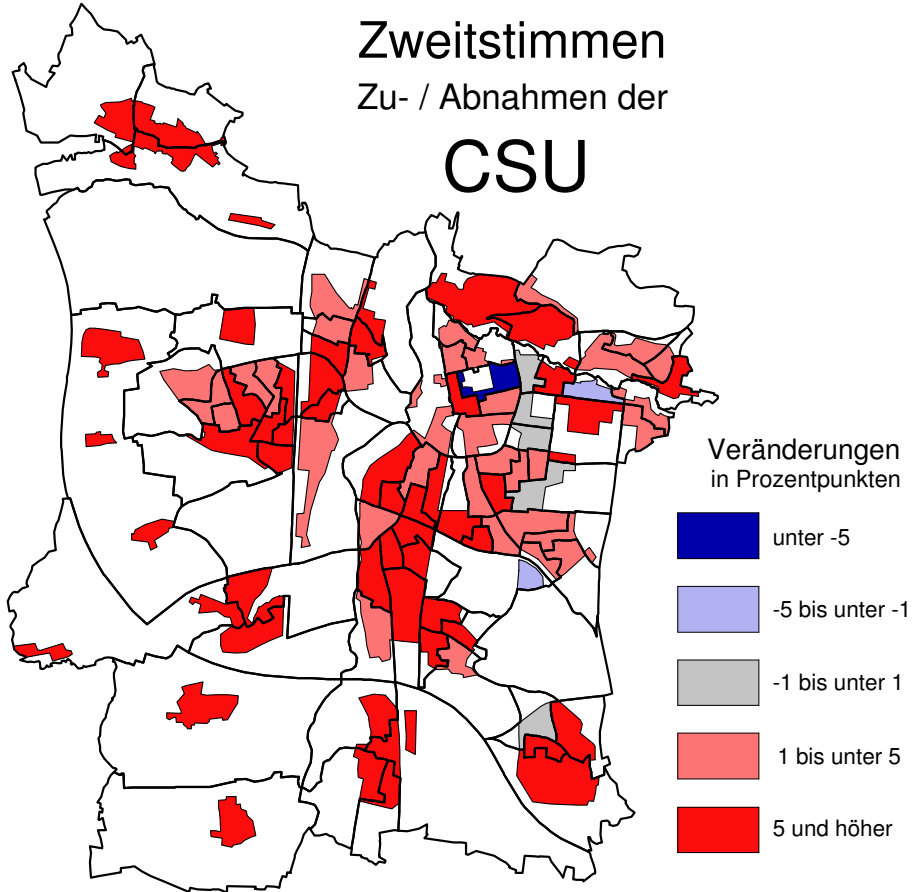 Zweitstimmen
Zu- / Abnahmen der
CSU
Veränderungen
in Prozentpunkten
unter -5
-5 bis unter -1
-1 bis unter 1
1 bis unter 5
5 und höher